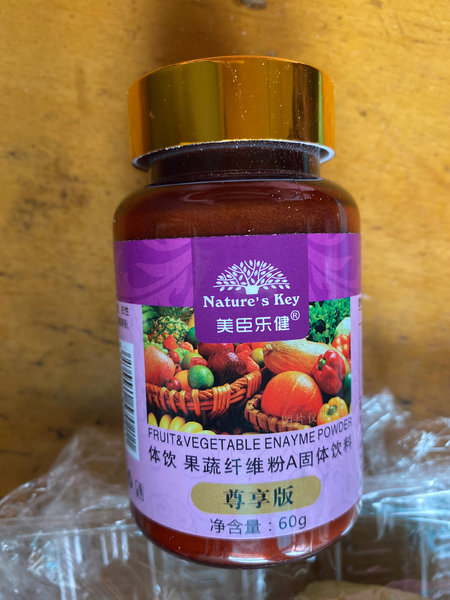 Nature's Key
美臣乐健®
FRUIT&VEGETABLE ENAYME POWDER
体饮 果蔬纤维粉A固体饮料
尊享版
净含量：60g